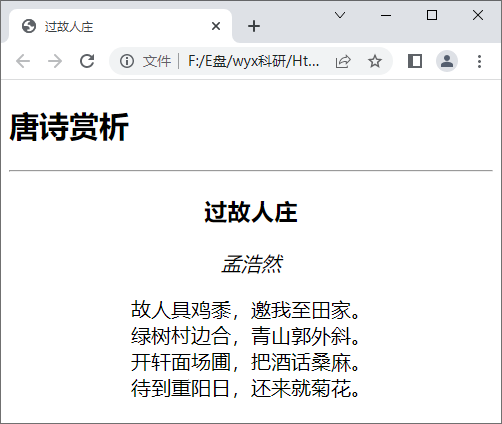 过故人庄
文件
F:/E盘/wyx科研/Ht...
唐诗赏析
过故人庄
孟浩然
故人具鸡黍，邀我至田家。
绿树村边合，青山郭外斜。
开轩面场圃，把酒话桑麻。
待到重阳日，还来就菊花。